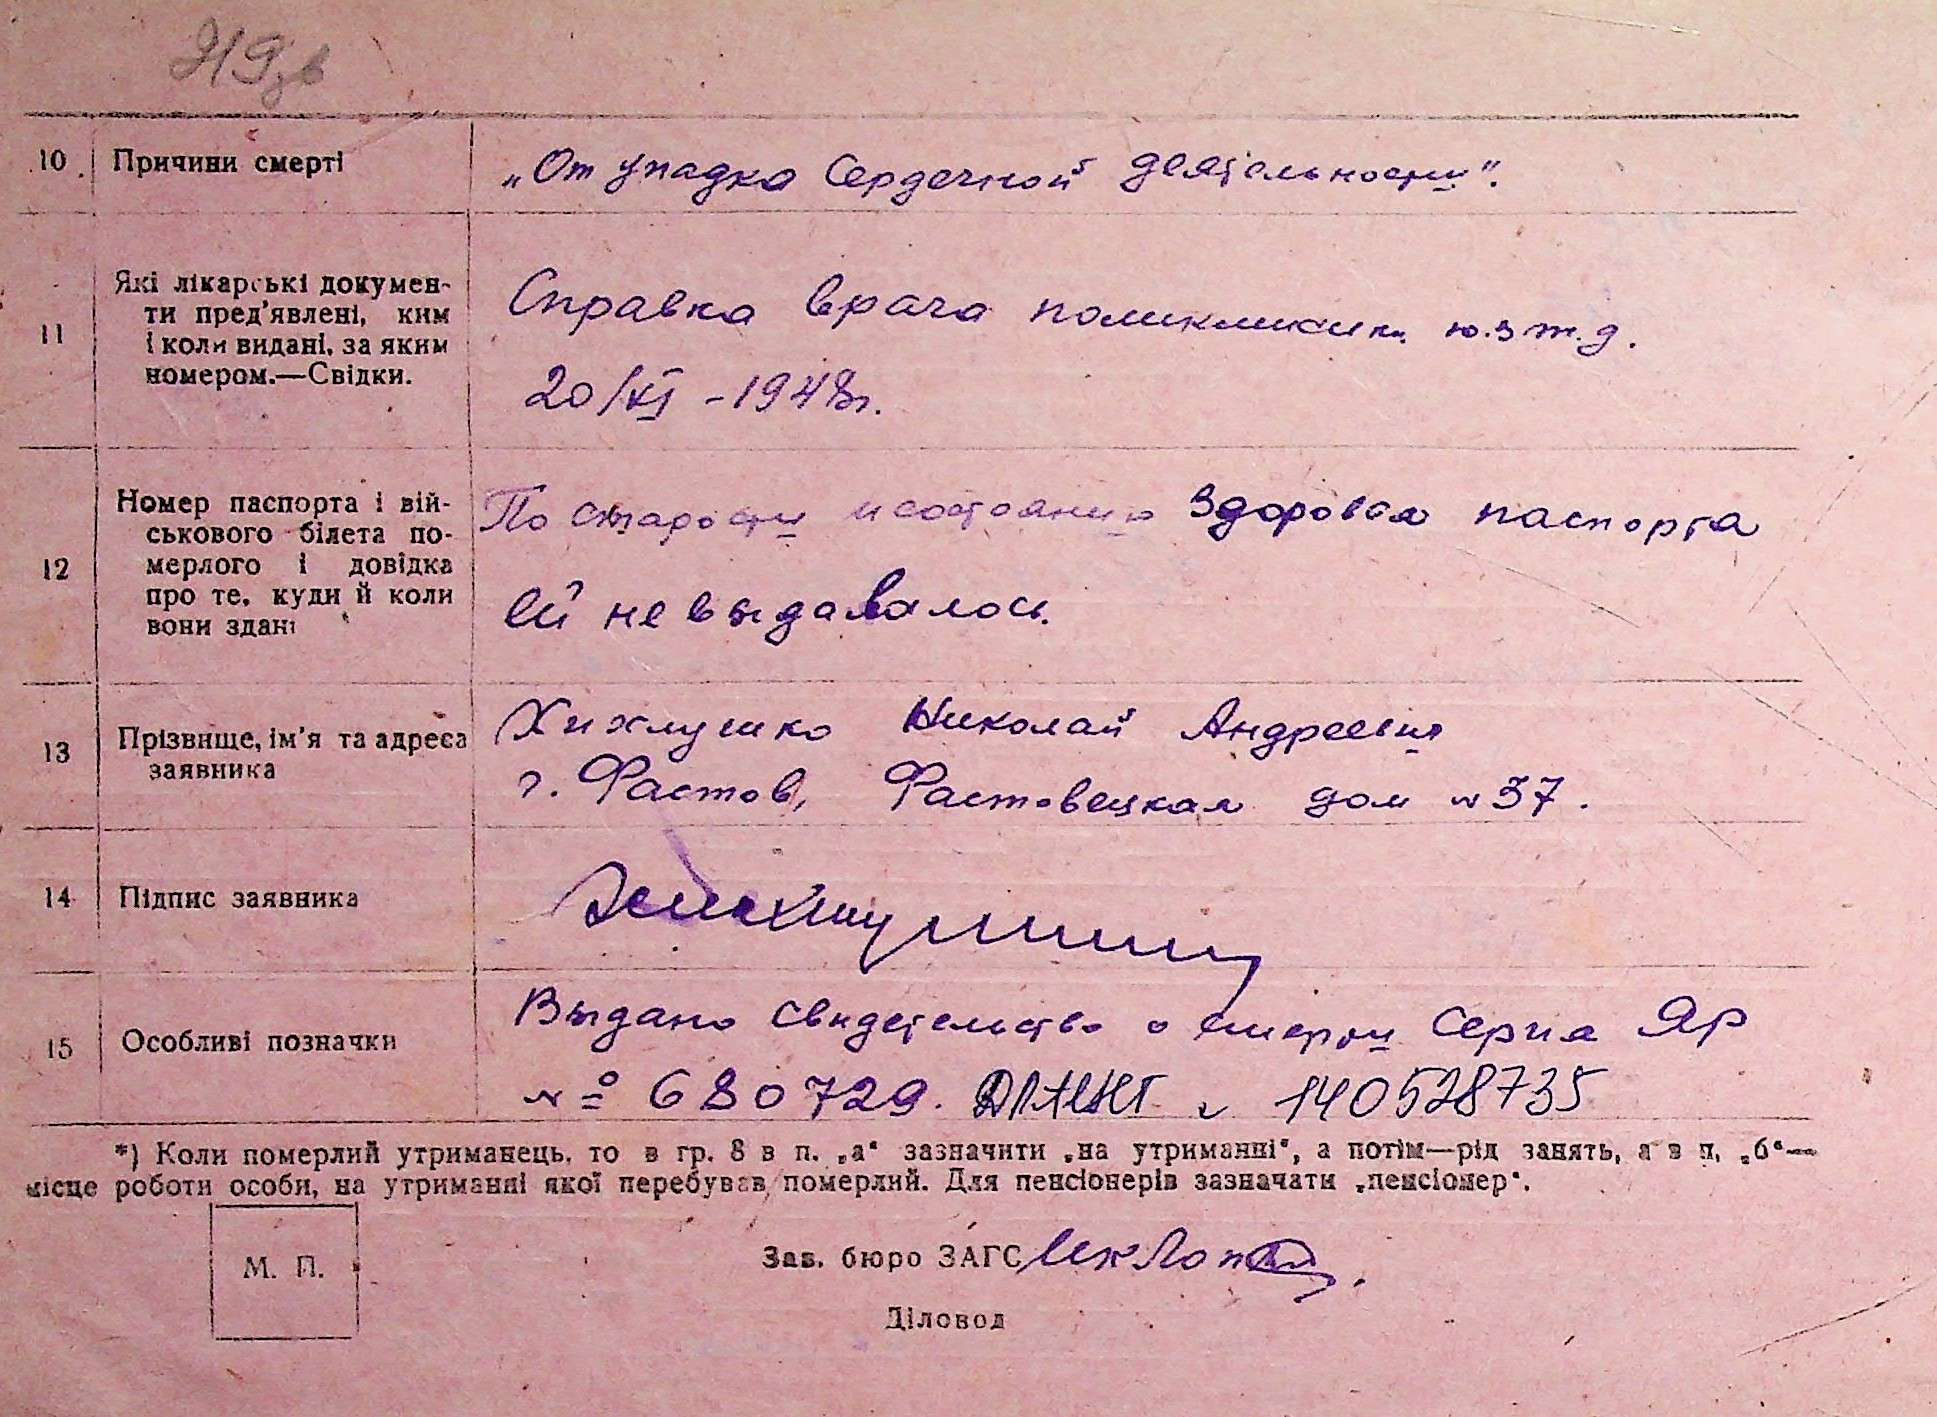 10 Причини смерті „От упадка Сердечной деятельности".
11 Які лікарські докумен-
ти пред'явлені, ким
і коли видані, за яким
номером.—Свідки.
Справка врача поликлиники ю.з ж.д.
20/XI - 1948г.
12 Номер паспорта і вій-
ськового білета по-
мерлого і довідка
про те, куди й коли
вони здані
По старости и состоянию здоровья паспорта
ей не выдавалось.
13 Прізвище, ім'я та адреса
заявника
Хихлушко Николай Андреевич
г. Фастов, Фастовецкая дом № 37.
14 Підпис заявника
15 Особливі позначки
Выдано свидетельство о смерти Серия ЯР
№ 680729. 140528735
*) Коли померлий утриманець, то в гр. 8 в п. „а“ зазначити „на утриманні“, а потім—рід занять, а в п. „б“—
місце роботи особи, на утриманні якої перебував померлий. Для пенсіонерів зазначати „пенсіонер“.
М. П.
Зав. бюро ЗАГС
Діловод